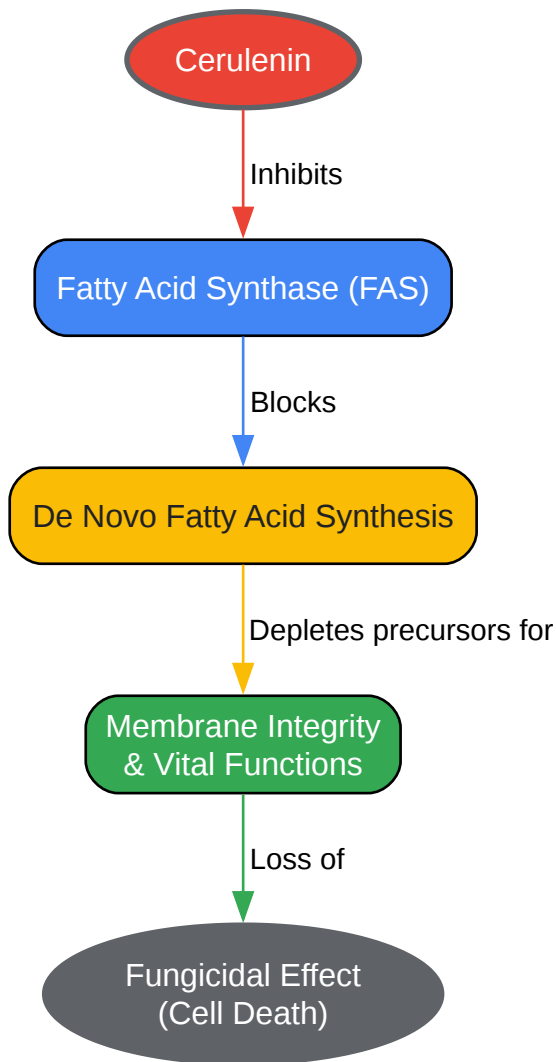 Cerulenin
Inhibits
Fatty Acid Synthase (FAS)
Blocks
De Novo Fatty Acid Synthesis
Depletes precursors for
Membrane Integrity
& Vital Functions
Loss of
Fungicidal Effect
(Cell Death)